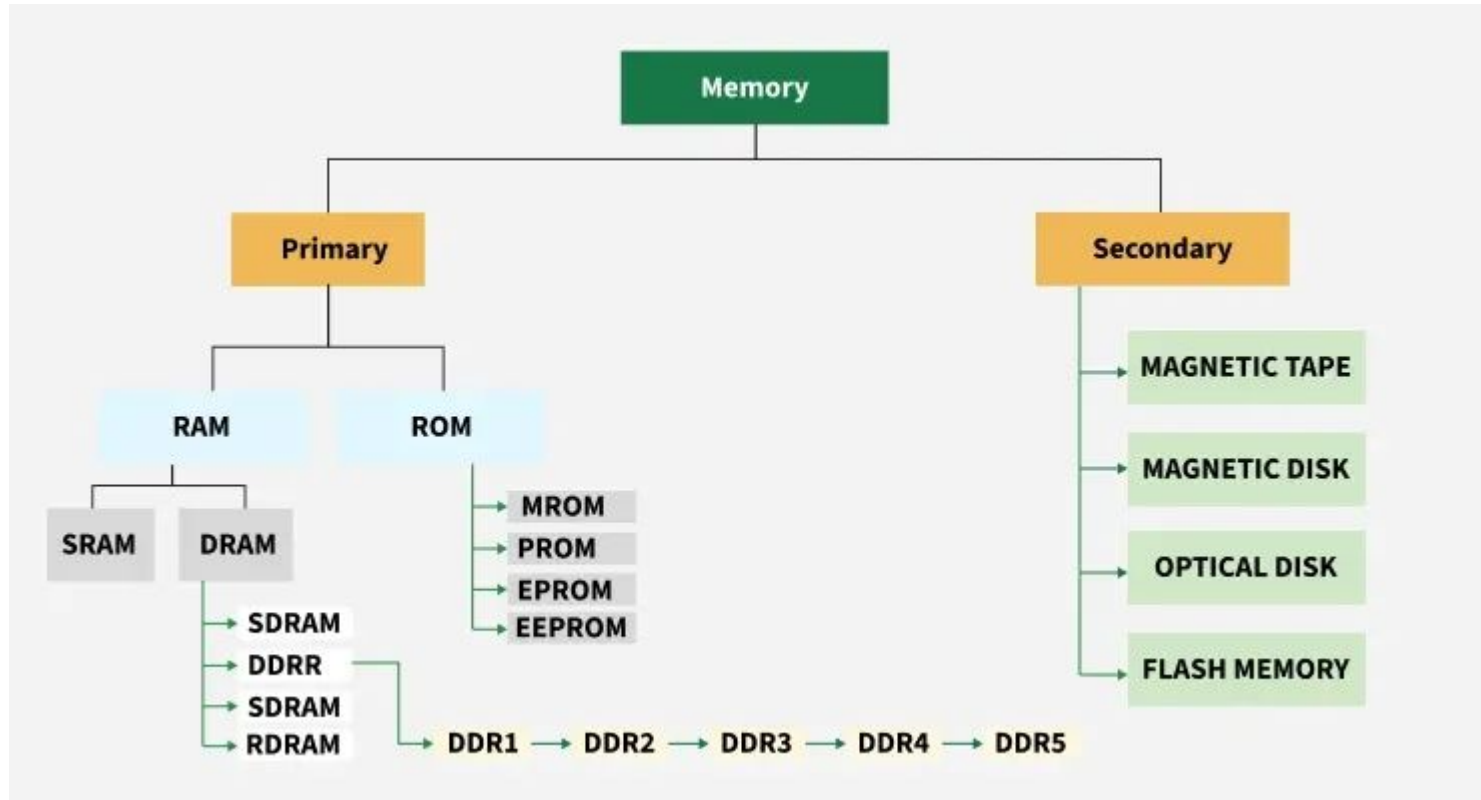 Memory
Primary
Secondary
RAM
ROM
SRAM
DRAM
SDRAM
DDRR
SDRAM
RDRAM
DDR1
DDR2
DDR3
DDR4
DDR5
MROM
PROM
EPROM
EEPROM
MAGNETIC TAPE
MAGNETIC DISK
OPTICAL DISK
FLASH MEMORY